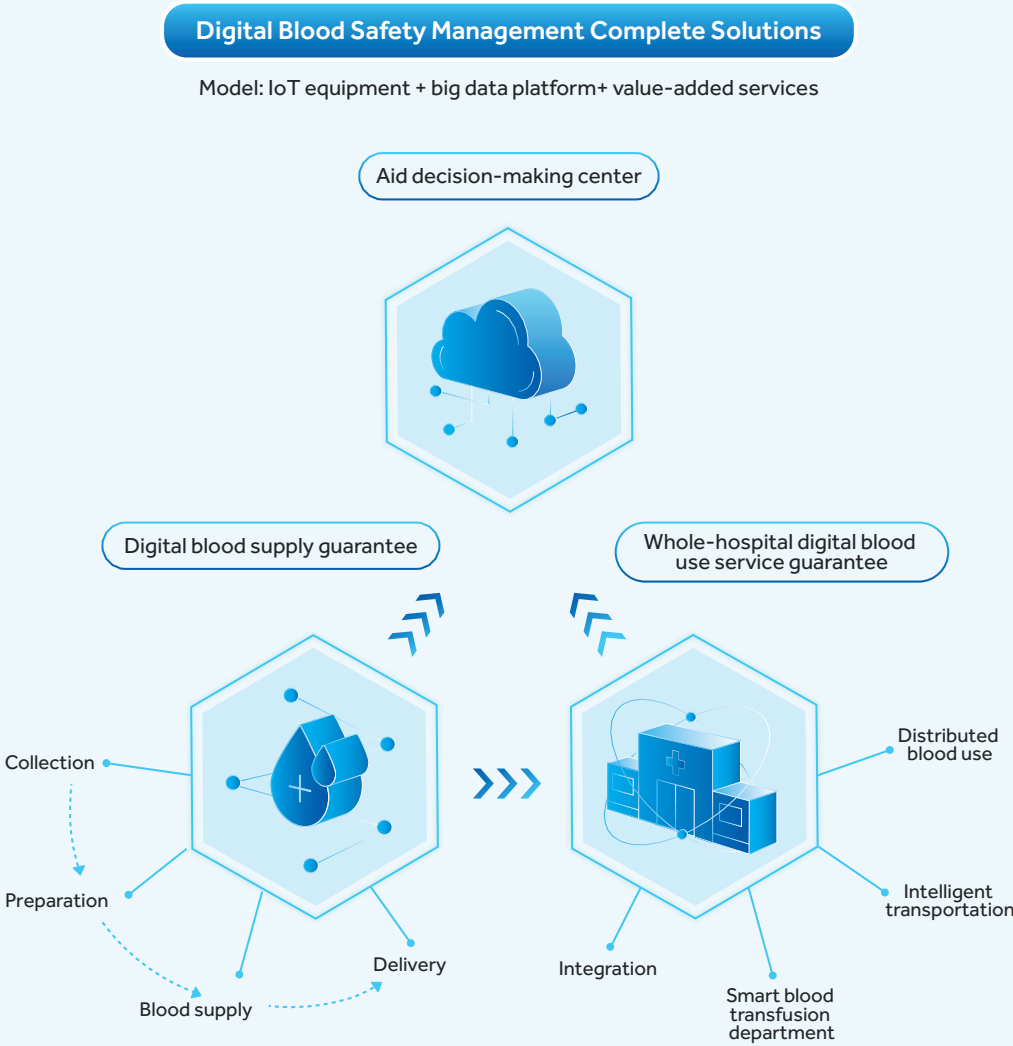 Digital Blood Safety Management Complete Solutions
Model: IoT equipment + big data platform+ value-added services
Aid decision-making center
Digital blood supply guarantee
Whole-hospital digital blood
use service guarantee
Collection
Preparation
Blood supply
Delivery
Integration
Smart blood
transfusion
department
Intelligent
transportation
Distributed
blood use